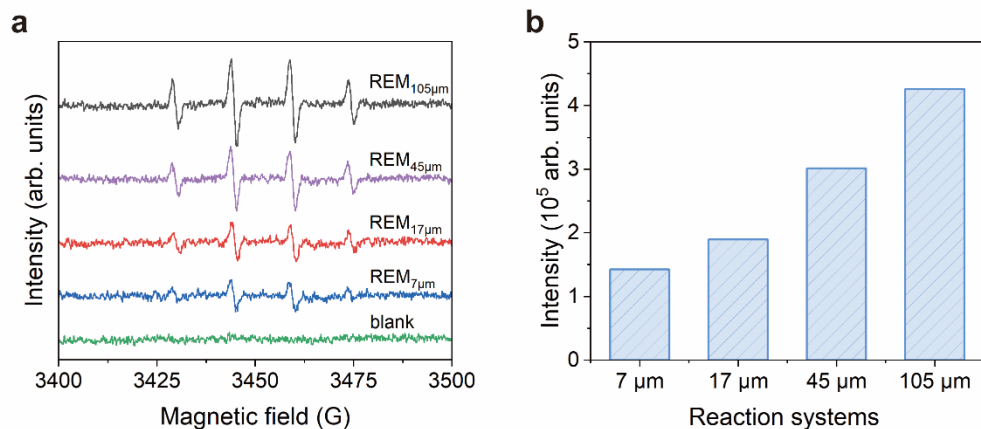 a
Intensity (arb. units)
REM105μm
REM45μm
REM17μm
REM7μm
blank
3400 3425 3450 3475 3500
Magnetic field (G)
b
Intensity (10⁵ arb. units)
5
4
3
2
1
0
7 μm 17 μm 45 μm 105 μm
Reaction systems